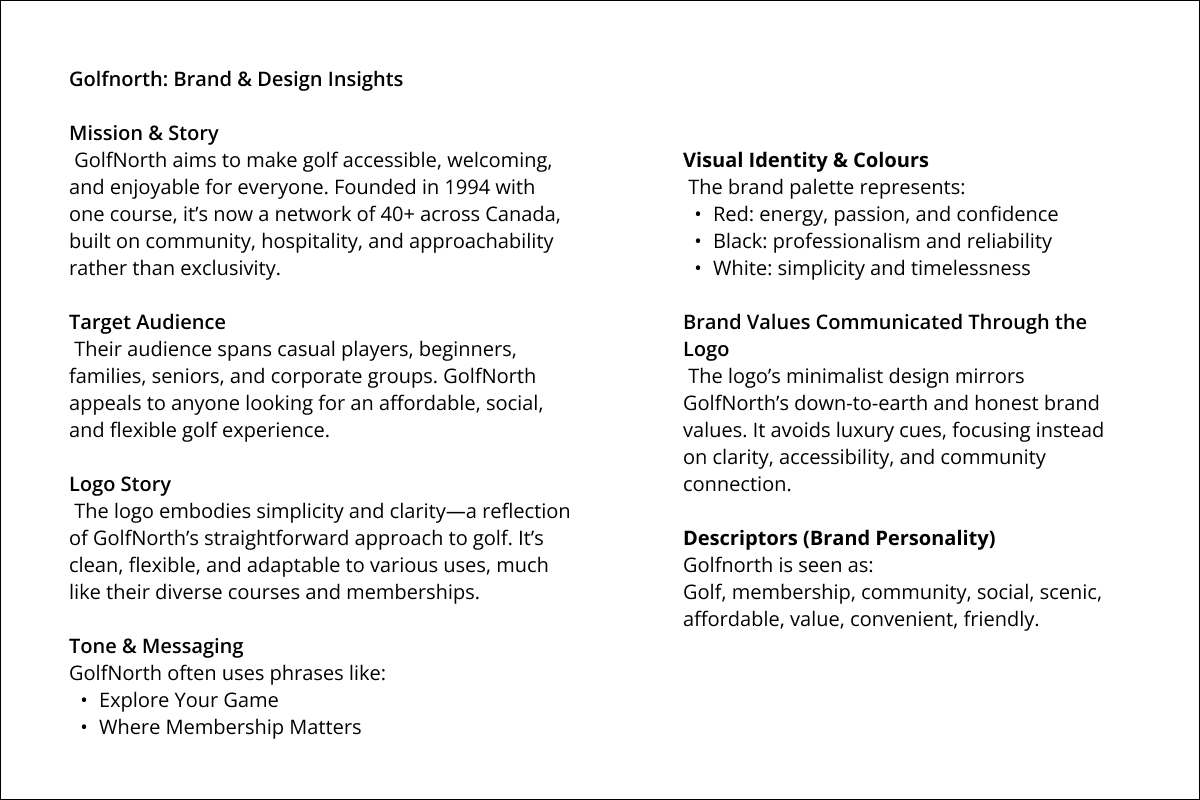 Golfnorth: Brand & Design Insights
Mission & Story
GolfNorth aims to make golf accessible, welcoming,
and enjoyable for everyone. Founded in 1994 with
one course, it’s now a network of 40+ across Canada,
built on community, hospitality, and approachability
rather than exclusivity.
Target Audience
Their audience spans casual players, beginners,
families, seniors, and corporate groups. GolfNorth
appeals to anyone looking for an affordable, social,
and flexible golf experience.
Logo Story
The logo embodies simplicity and clarity—a reflection
of GolfNorth’s straightforward approach to golf. It’s
clean, flexible, and adaptable to various uses, much
like their diverse courses and memberships.
Tone & Messaging
GolfNorth often uses phrases like:
• Explore Your Game
• Where Membership Matters
Visual Identity & Colours
The brand palette represents:
• Red: energy, passion, and confidence
• Black: professionalism and reliability
• White: simplicity and timelessness
Brand Values Communicated Through the
Logo
The logo’s minimalist design mirrors
GolfNorth’s down-to-earth and honest brand
values. It avoids luxury cues, focusing instead
on clarity, accessibility, and community
connection.
Descriptors (Brand Personality)
Golfnorth is seen as:
Golf, membership, community, social, scenic,
affordable, value, convenient, friendly.